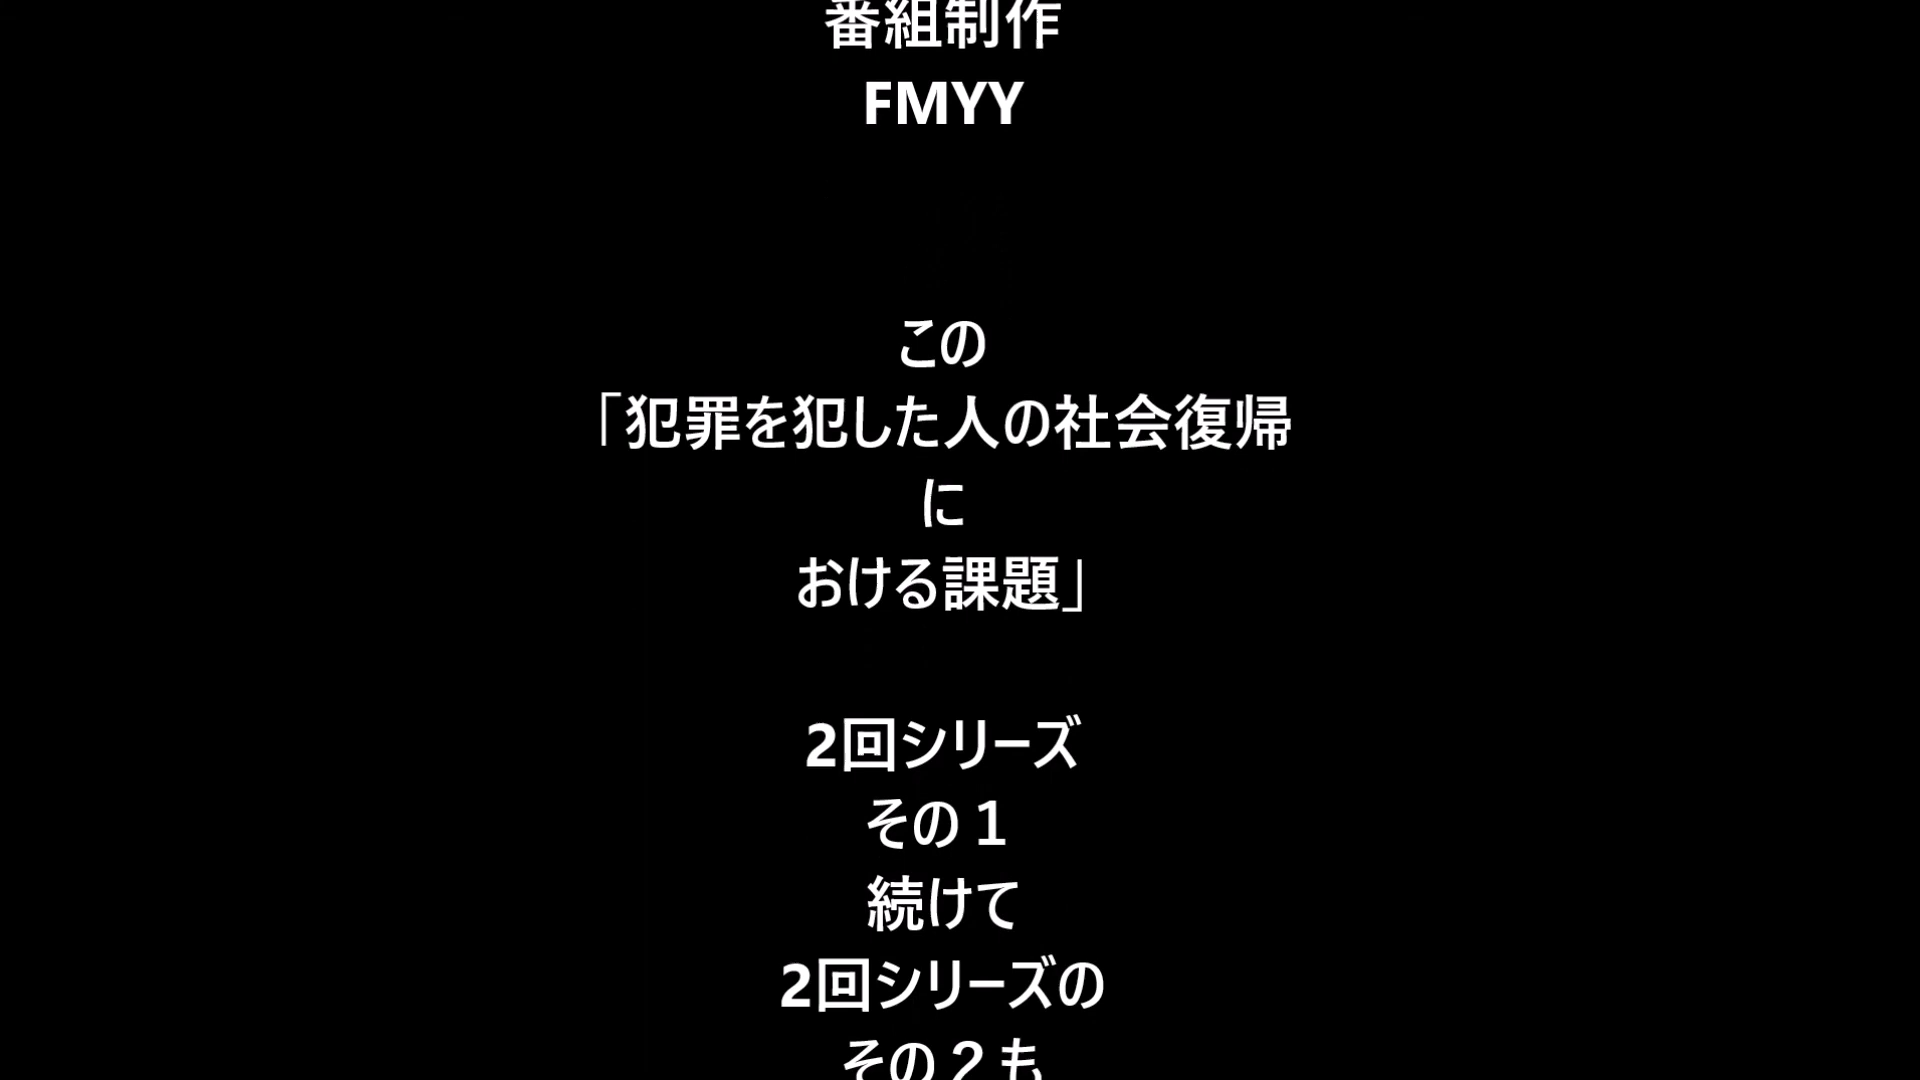 番組制作
FMYY
この
「犯罪を犯した人の社会復帰
に
おける課題」
2回シリーズ
その１
続けて
2回シリーズの
その２も